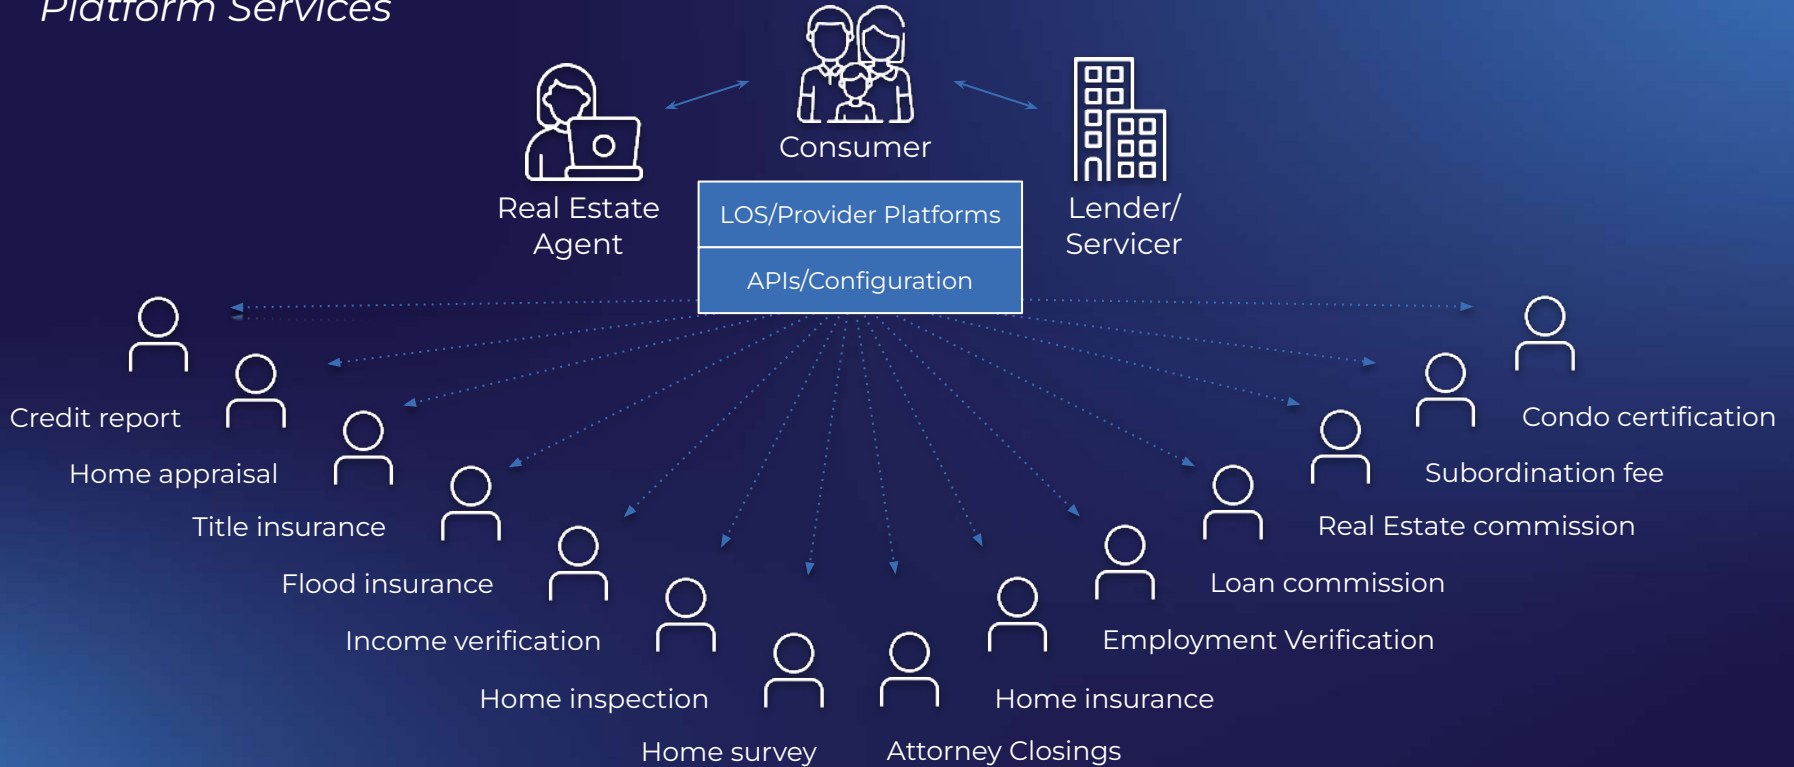 Platform Services
Consumer
Real Estate
Agent
LOS/Provider Platforms
APIs/Configuration
Lender/
Servicer
Credit report
Home appraisal
Title insurance
Flood insurance
Income verification
Home inspection
Home survey
Attorney Closings
Home insurance
Employment Verification
Loan commission
Real Estate commission
Subordination fee
Condo certification